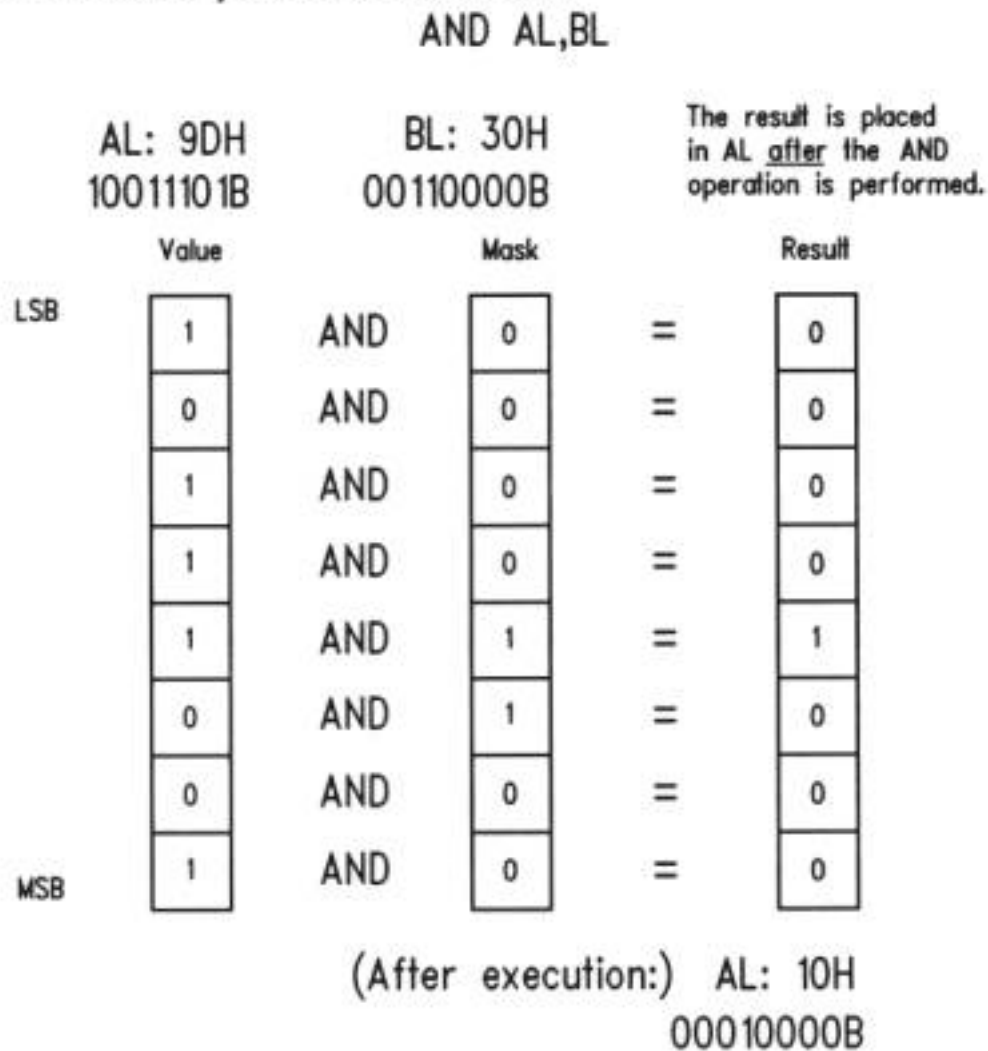 AND AL,BL
AL: 9DH BL: 30H The result is placed
10011101B 00110000B in AL after the AND
operation is performed.
Value Mask Result
LSB 1 AND 0 = 0
0 AND 0 = 0
1 AND 0 = 0
1 AND 0 = 0
1 AND 1 = 1
0 AND 1 = 0
0 AND 0 = 0
MSB 1 AND 0 = 0
(After execution:) AL: 10H
00010000B